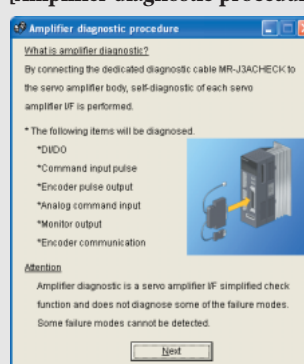 Amplifier diagnostic procedure
What is amplifier diagnostic?
By connecting the dedicated diagnostic cable MR-J3ACHECK to
the servo amplifier body, self-diagnostic of each servo
amplifier I/F is performed.
* The following items will be diagnosed.
*DI/DO
*Command input pulse
*Encoder pulse output
*Analog command input
*Monitor output
*Encoder communication
Attention
Amplifier diagnostic is a servo amplifier I/F simplified check
function and does not diagnose some of the failure modes.
Some failure modes cannot be detected.
Next